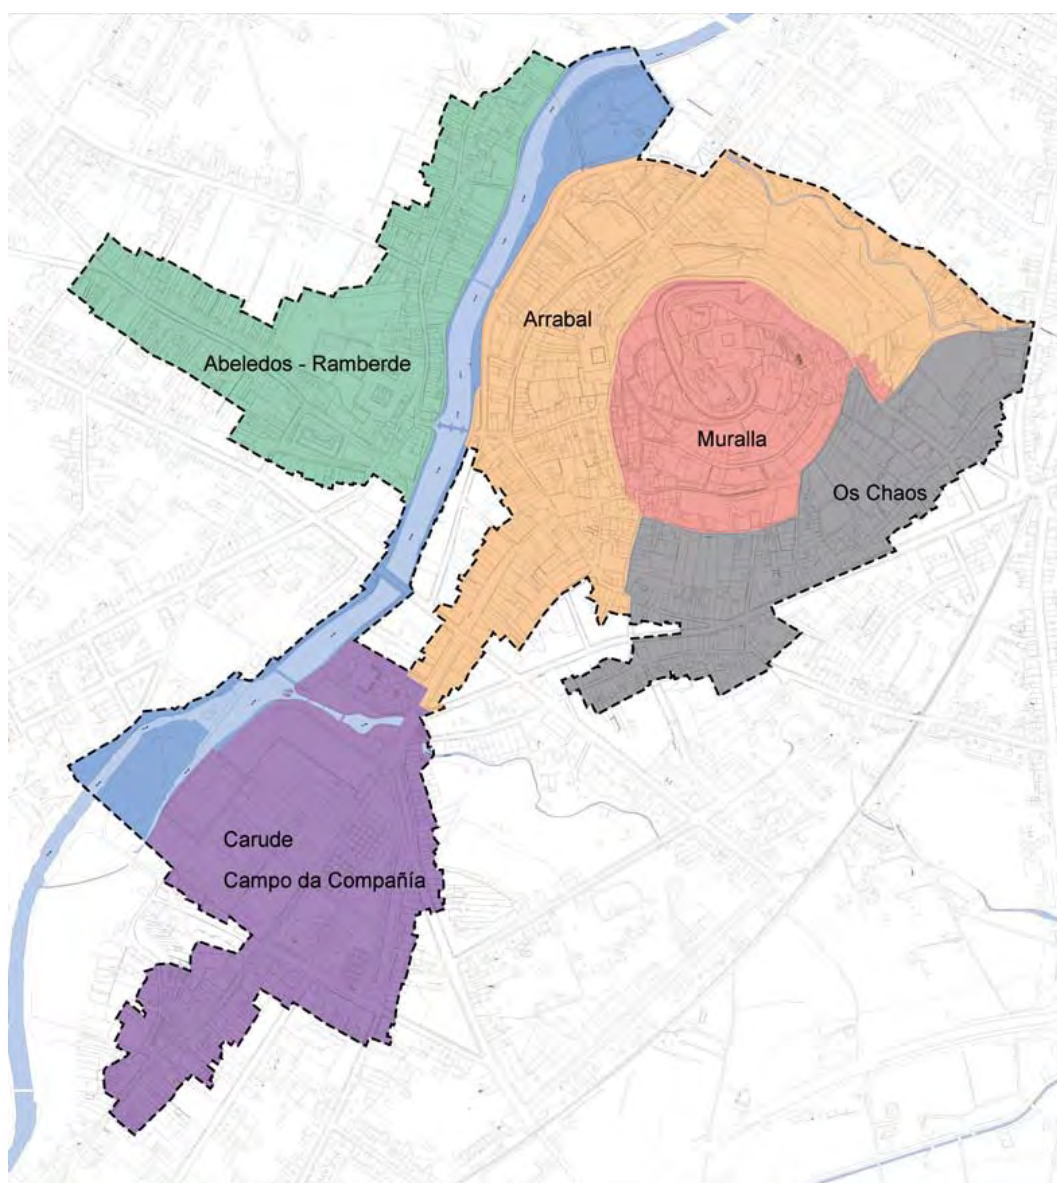 Arrabal
Abeledos - Ramberde
Muralla
Os Chaos
Carude
Campo da Compañía